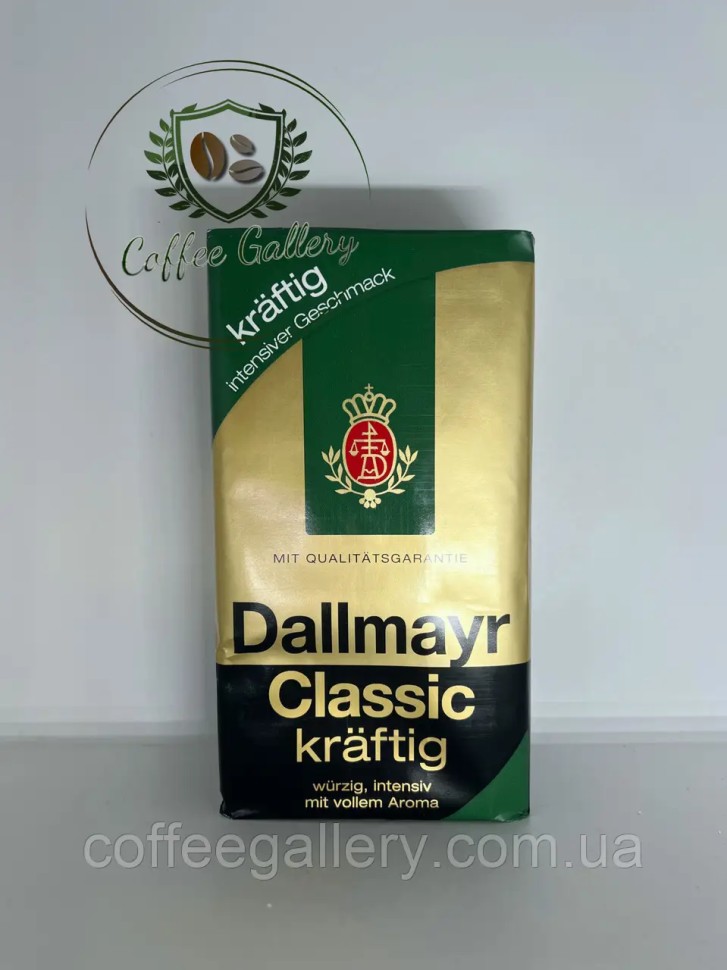 Coffee Gallery
kräftig
intensiver Geschmack
MIT QUALITÄTSGARANTIE
Dallmayr
Classic
kräftig
würzig, intensiv
mit vollem Aroma
coffeegallery.com.ua